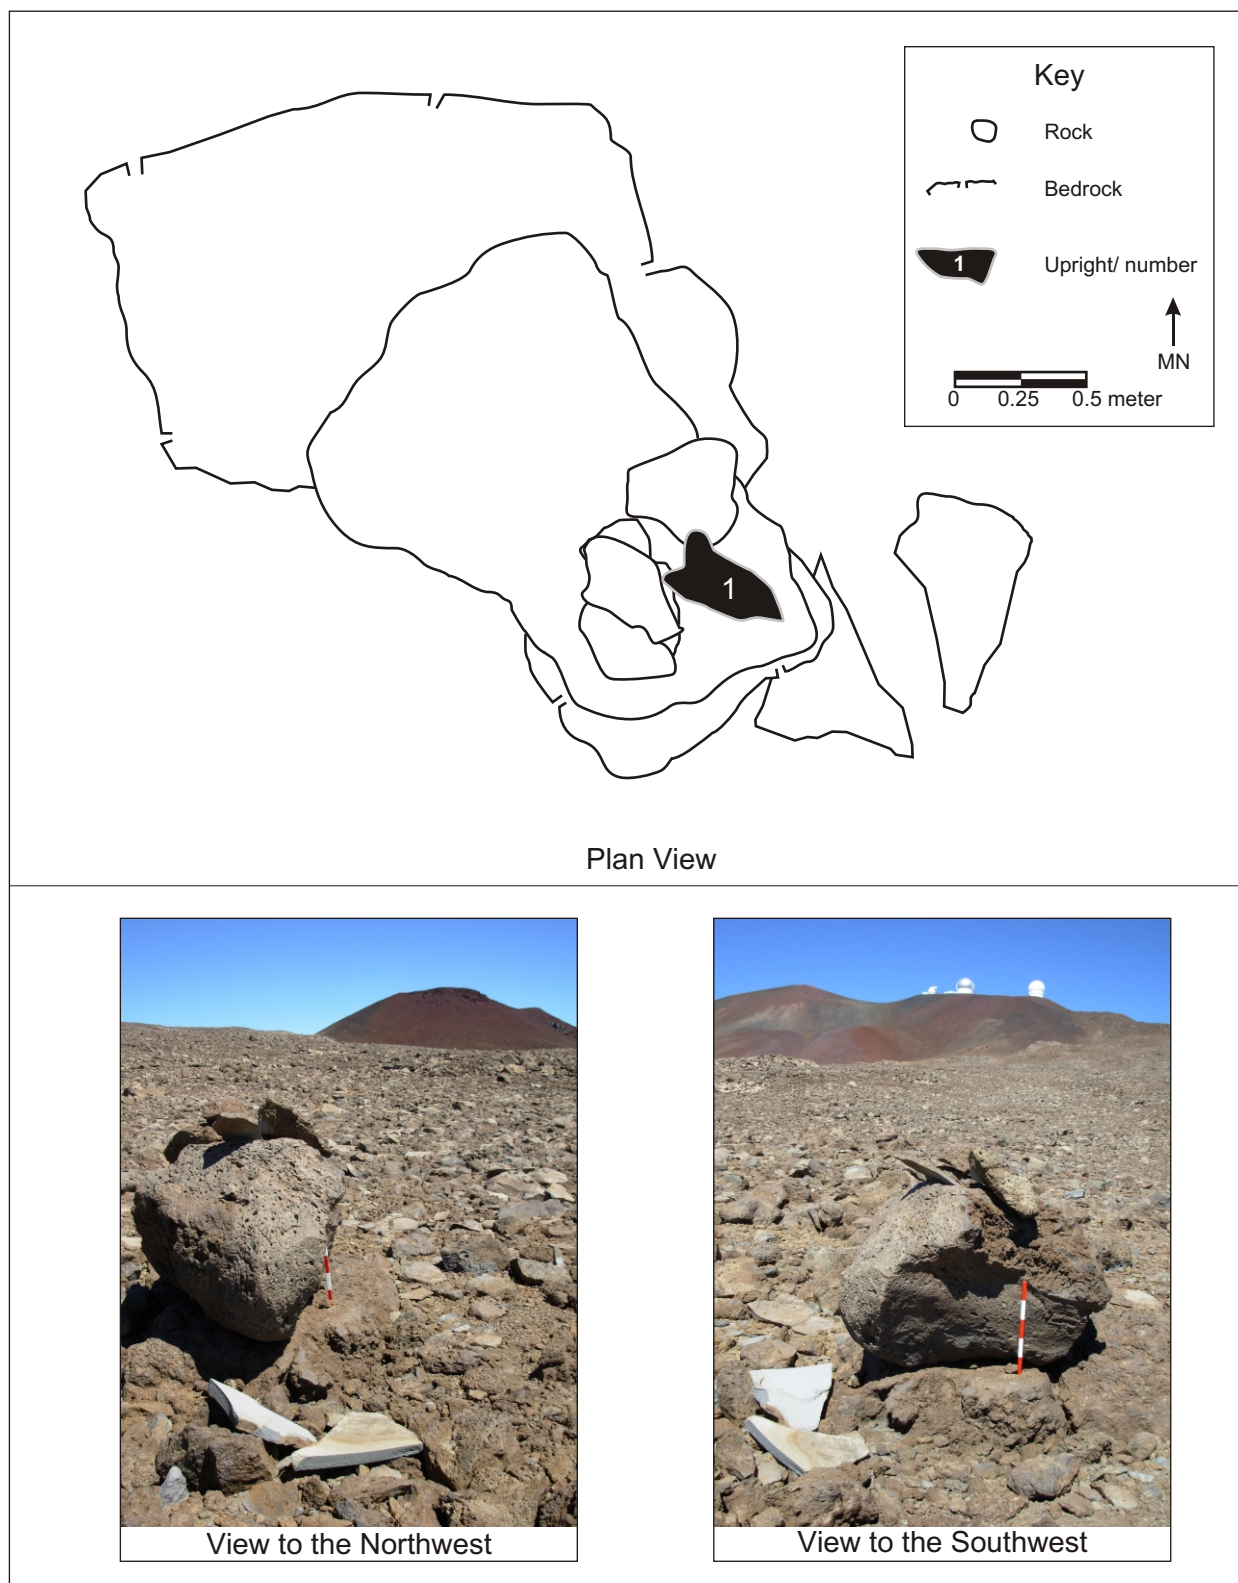 Key
Rock
Bedrock
1
Upright/ number
MN
0 0.25 0.5 meter
1
Plan View
View to the Northwest
View to the Southwest